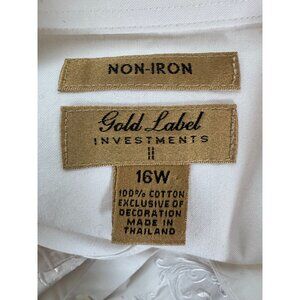 NON-IRON
Gold Label
INVESTMENTS
II
16W
100% COTTON
EXCLUSIVE OF
DECORATION
MADE IN
THAILAND